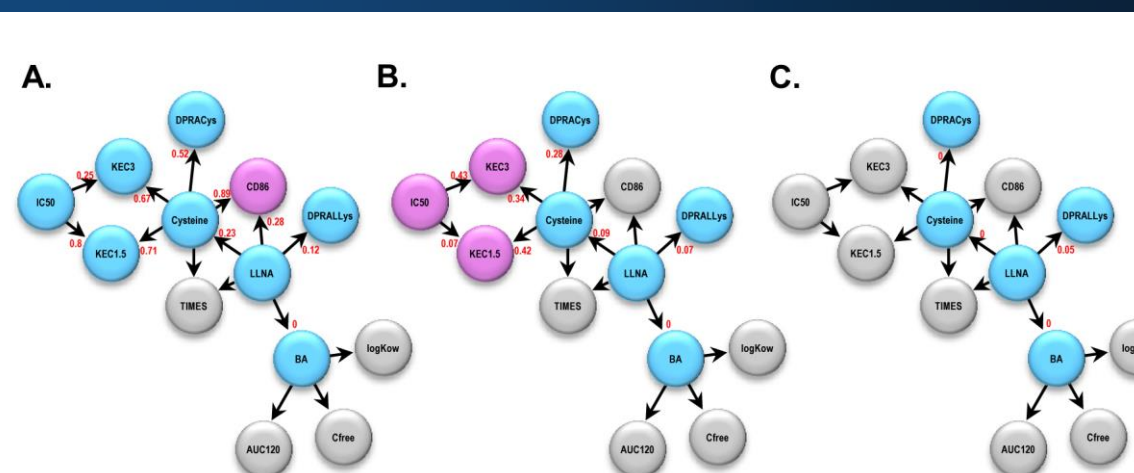 A.
B.
C.
DPRACys
0.52
KEC3
0.25
0.67
CD86
0.89
0.28
IC50
0.8
KEC1.5
0.71
Cysteine
0.23
DPRALLys
0.12
LLNA
TIMES
0
BA
logKow
AUC120
Cfree
DPRACys
0.28
KEC3
0.43
0.34
CD86
IC50
0.07
KEC1.5
0.42
Cysteine
0.09
DPRALLys
0.07
LLNA
TIMES
0
BA
logKow
AUC120
Cfree
DPRACys
0
KEC3
CD86
IC50
KEC1.5
Cysteine
0
DPRALLys
0.05
LLNA
TIMES
0
BA
AUC120
Cfree